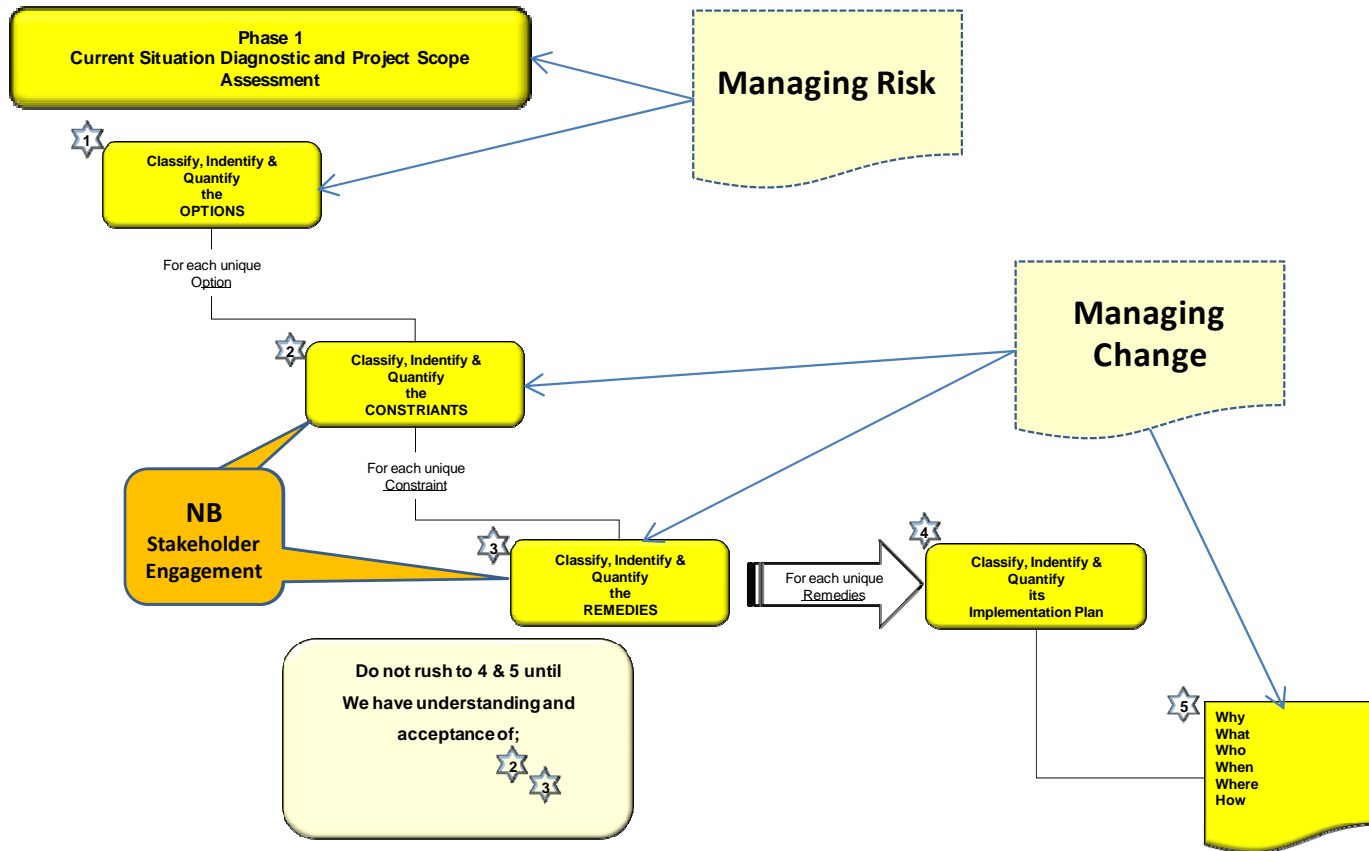 Phase 1
Current Situation Diagnostic and Project Scope
Assessment
Managing Risk
1
Classify, Indentify &
Quantify
the
OPTIONS
For each unique
Option
Managing
Change
2
Classify, Indentify &
Quantify
the
CONSTRIANTS
For each unique
Constraint
NB
Stakeholder
Engagement
3
Classify, Indentify &
Quantify
the
REMEDIES
For each unique
Remedies
4
Classify, Indentify &
Quantify
its
Implementation Plan
Do not rush to 4 & 5 until
We have understanding and
acceptance of;
2
3
5
Why
What
Who
When
Where
How